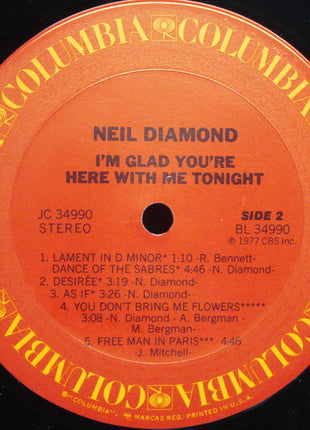 COLUMBIA COLUMBIA
COLUMBIA COLUMBIA
NEIL DIAMOND
I'M GLAD YOU'RE
HERE WITH ME TONIGHT
JC 34990
STEREO
SIDE 2
BL 34990
℗ 1977 CBS Inc.
1. LAMENT IN D MINOR* 1:10 -R. Bennett-
DANCE OF THE SABRES* 4:46 -N. Diamond-
2. DESIRÉE* 3:19 -N. Diamond-
3. AS IF* 3:26 -N. Diamond-
4. YOU DON'T BRING ME FLOWERS*****
3:08 -N. Diamond - A. Bergman -
M. Bergman-
5. FREE MAN IN PARIS*** 4:46
-J. Mitchell-
©"COLUMBIA", MARCAS REG. PRINTED IN U.S.A.